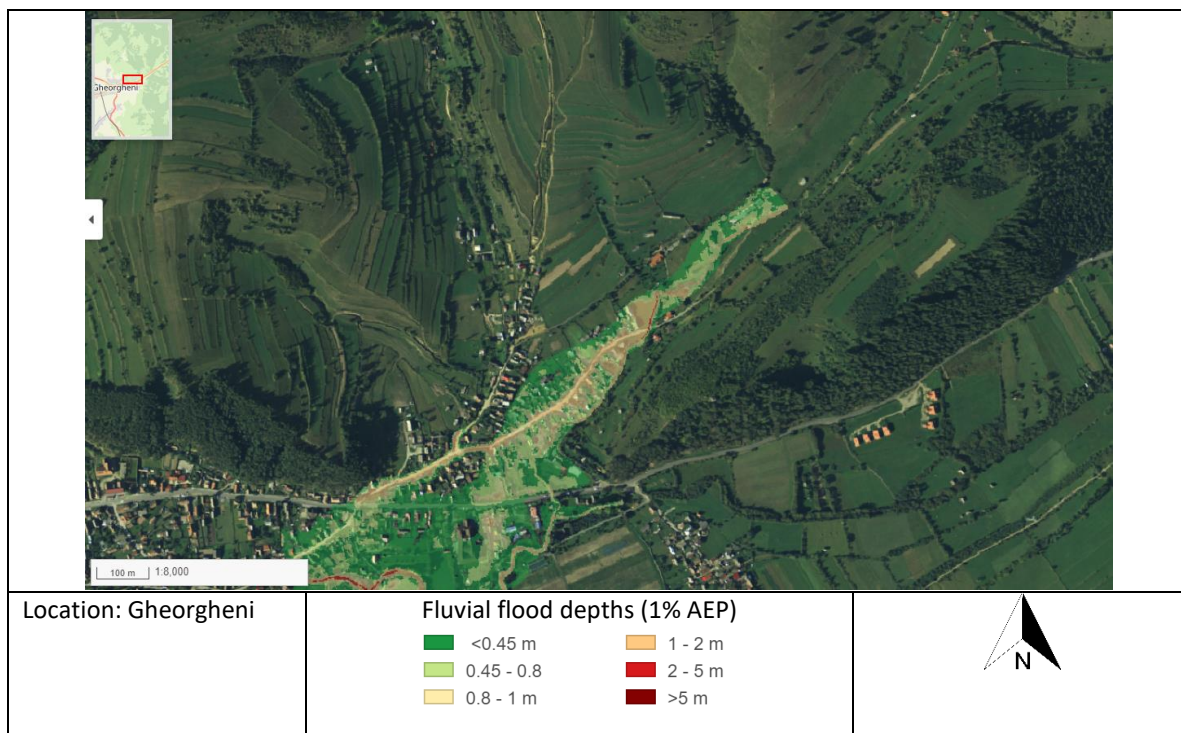 Gheorgheni
100 m 1:8,000
Location: Gheorgheni
Fluvial flood depths (1% AEP)
<0.45 m
1 - 2 m
0.45 - 0.8
2 - 5 m
0.8 - 1 m
>5 m
N